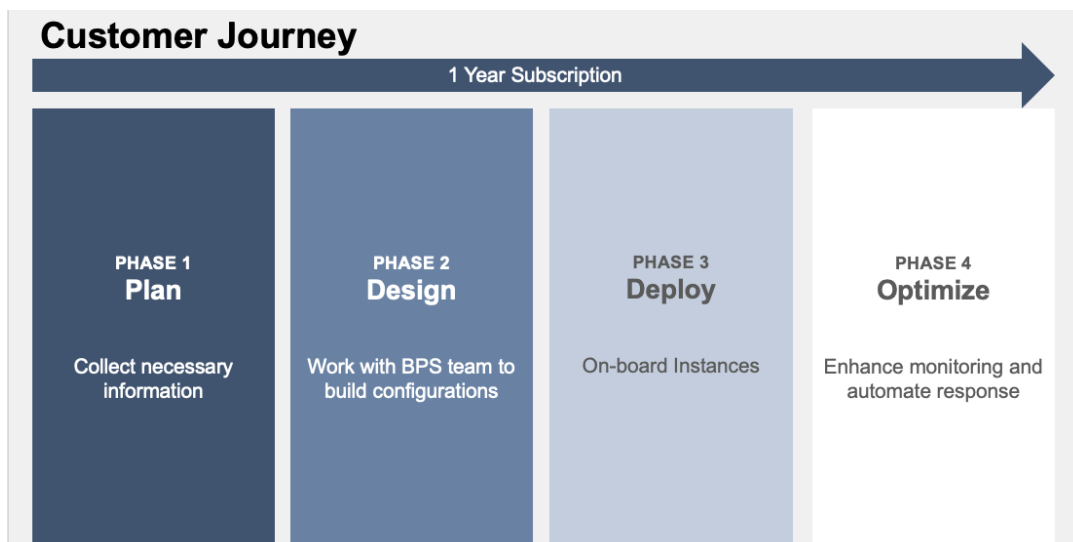 Customer Journey
1 Year Subscription
PHASE 1
Plan
Collect necessary
information
PHASE 2
Design
Work with BPS team to
build configurations
PHASE 3
Deploy
On-board Instances
PHASE 4
Optimize
Enhance monitoring and
automate response